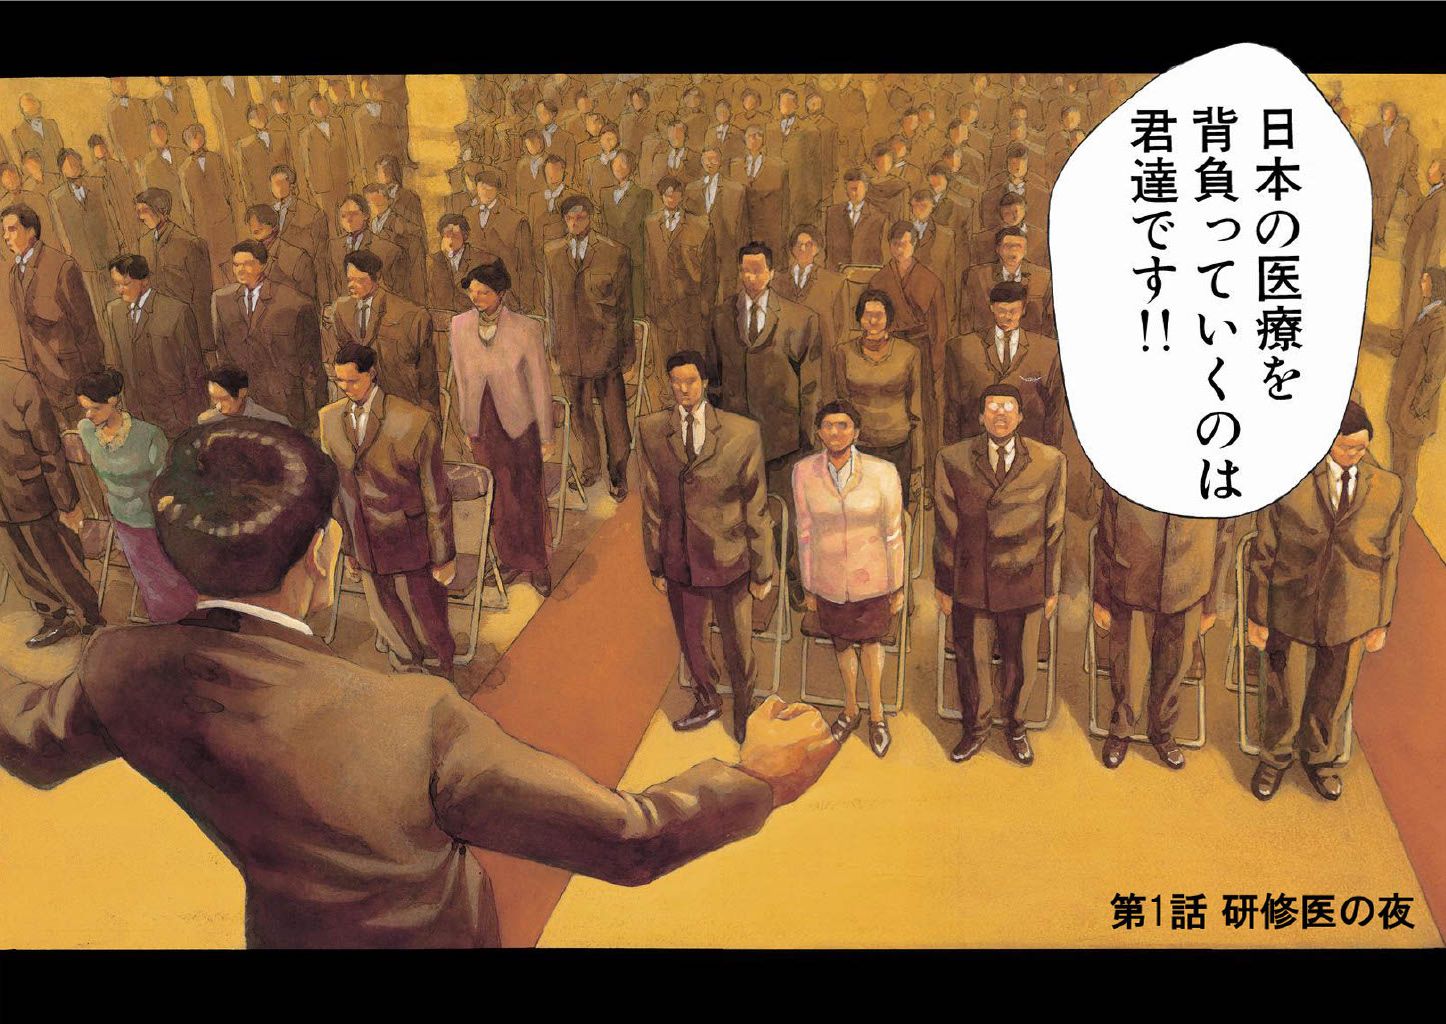 日本の医療を
背負っていくのは
君達です!!
第1話 研修医の夜